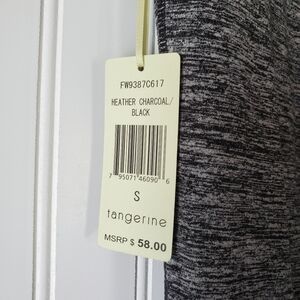 FW9387C617
HEATHER CHARCOAL/
BLACK
7 95071 46090 6
S
tangerine
MSRP $ 58.00